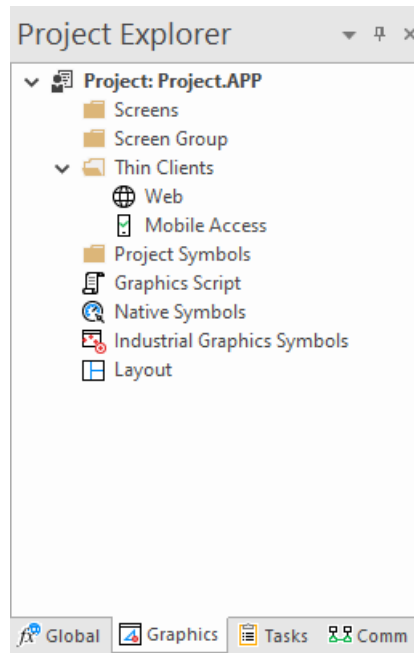 Project Explorer
Project: Project.APP
Screens
Screen Group
Thin Clients
Web
Mobile Access
Project Symbols
Graphics Script
Native Symbols
Industrial Graphics Symbols
Layout
fx Global Graphics Tasks Comm